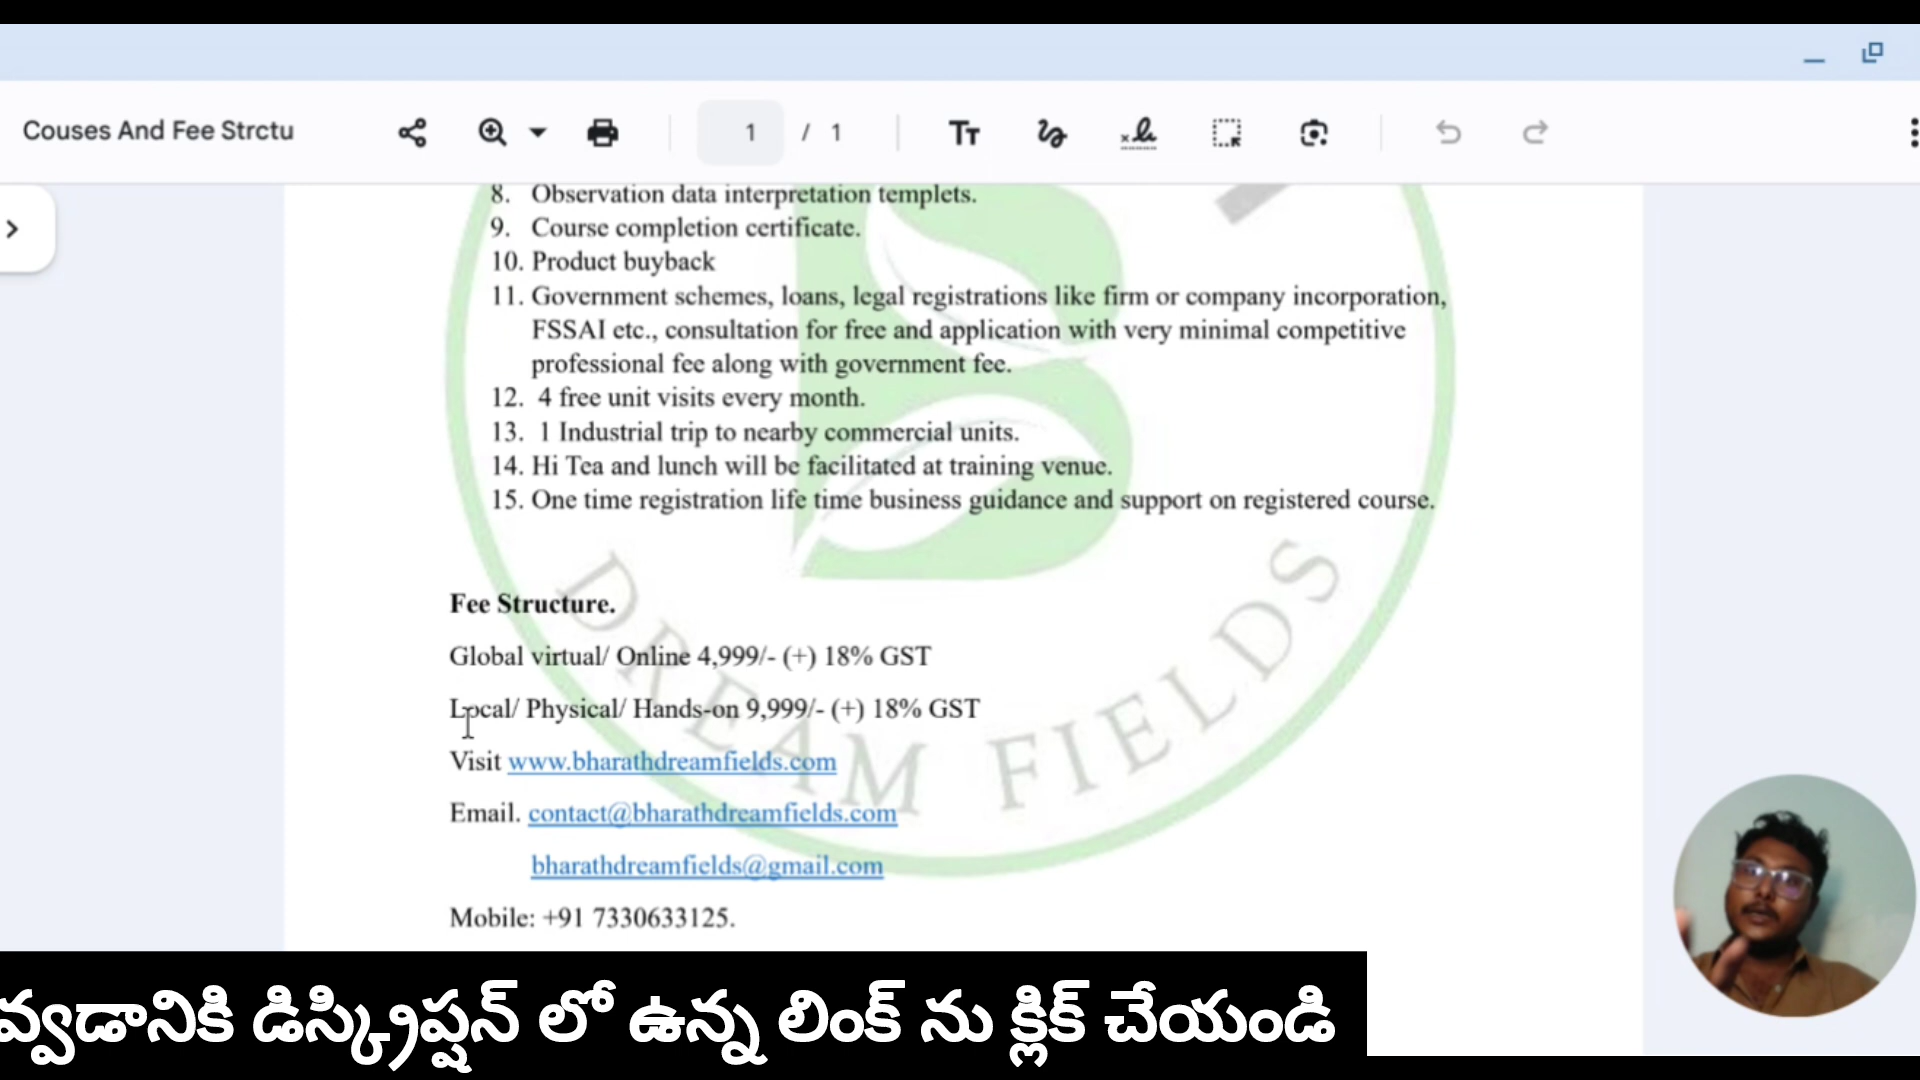 Couses And Fee Strctu
1 / 1
8. Observation data interpretation templets.
9. Course completion certificate.
10. Product buyback
11. Government schemes, loans, legal registrations like firm or company incorporation,
FSSAI etc., consultation for free and application with very minimal competitive
professional fee along with government fee.
12. 4 free unit visits every month.
13. 1 Industrial trip to nearby commercial units.
14. Hi Tea and lunch will be facilitated at training venue.
15. One time registration life time business guidance and support on registered course.
DREAM FIELDS
Fee Structure.
Global virtual/ Online 4,999/- (+) 18% GST
Local/ Physical/ Hands-on 9,999/- (+) 18% GST
Visit www.bharathdreamfields.com
Email. contact@bharathdreamfields.com
bharathdreamfields@gmail.com
Mobile: +91 7330633125.
వ్వడానికి డిస్క్రిప్షన్ లో ఉన్న లింక్ ను క్లిక్ చేయండి